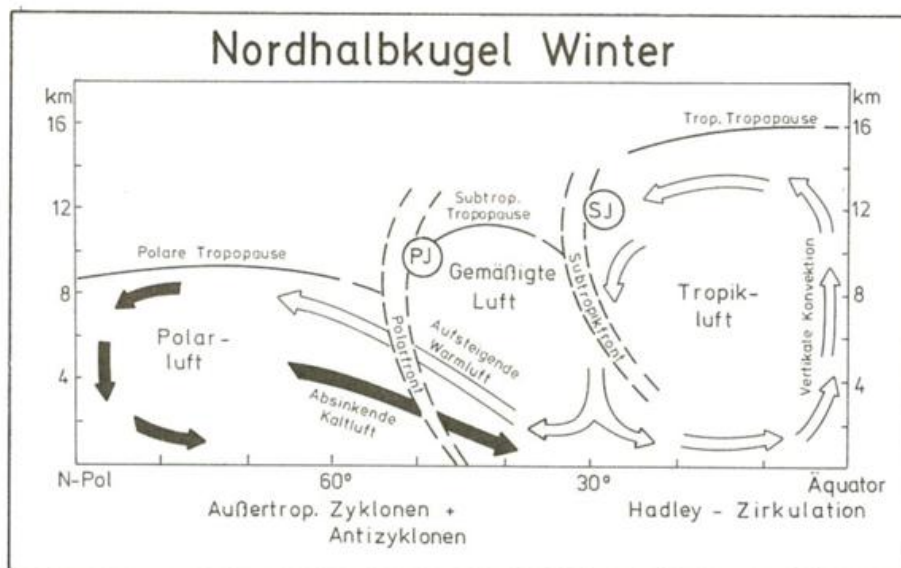 Nordhalbkugel Winter
km
16
12
8
4
km
16
12
8
4
Trop. Tropopause
Subtrop.
Tropopause
Polare Tropopause
PJ
SJ
Gemäßigte
Luft
Tropik-
luft
Polar-
luft
Polarfront
Subtropikfront
Aufsteigende
Warmluft
Absinkende
Kaltluft
Vertikale Konvektion
N-Pol
60°
30°
Äquator
Außertrop. Zyklonen +
Antizyklonen
Hadley - Zirkulation